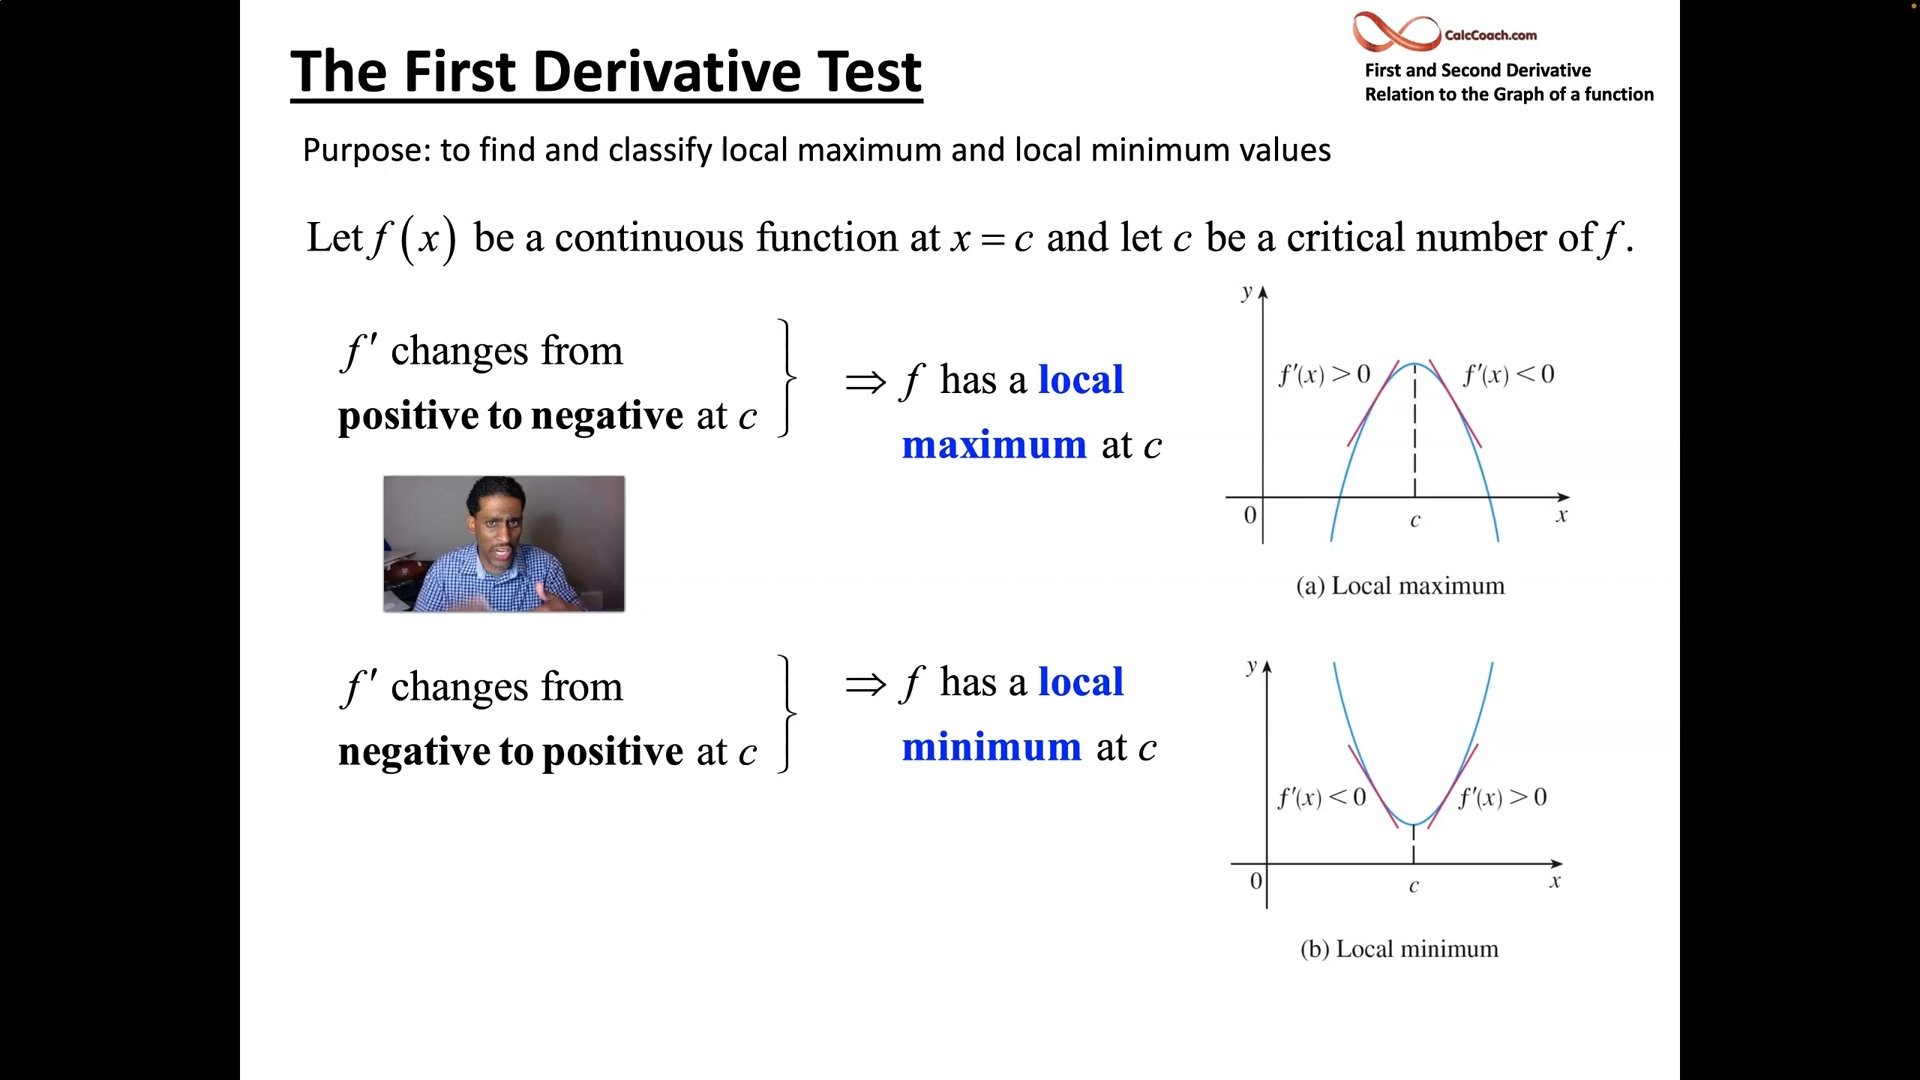 The First Derivative Test
CalcCoach.com
First and Second Derivative
Relation to the Graph of a function
Purpose: to find and classify local maximum and local minimum values
Let f(x) be a continuous function at x = c and let c be a critical number of f.
f′ changes from
positive to negative at c
⇒ f has a local
maximum at c
y
f′(x) > 0
f′(x) < 0
0
c
x
(a) Local maximum
f′ changes from
negative to positive at c
⇒ f has a local
minimum at c
y
f′(x) < 0
f′(x) > 0
0
c
x
(b) Local minimum